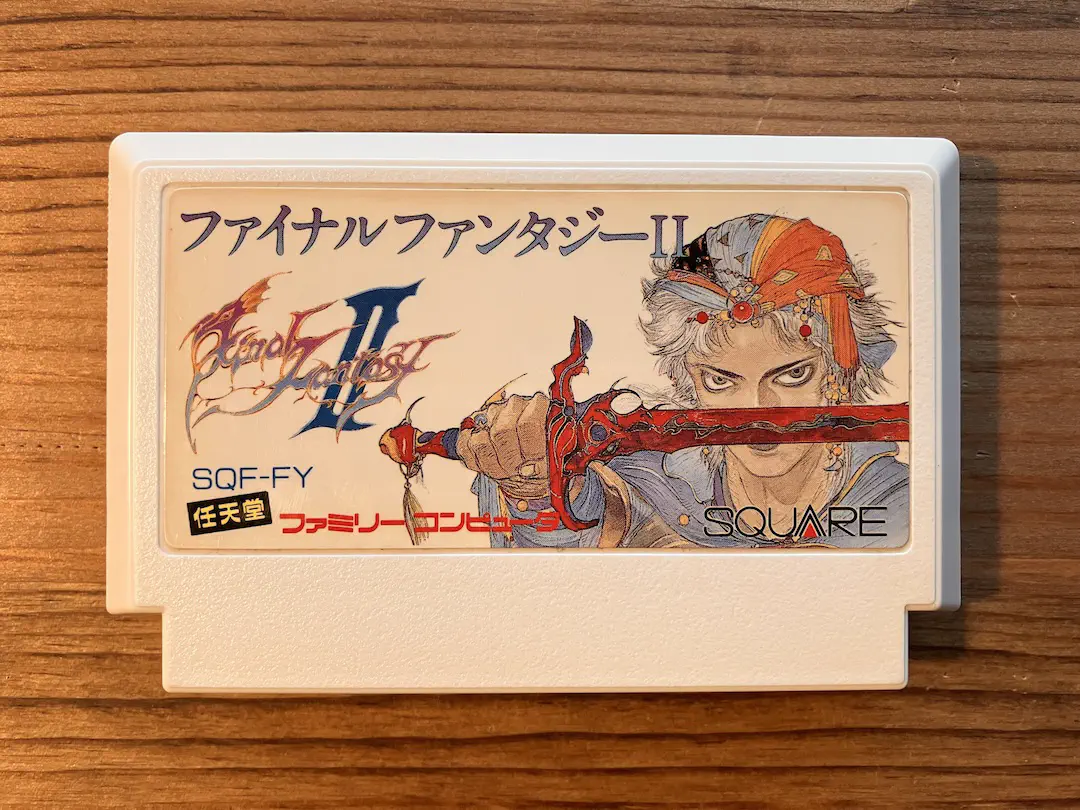 ファイナルファンタジーII
Final Fantasy II
SQF-FY
任天堂 ファミリーコンピュータ
SQUARE